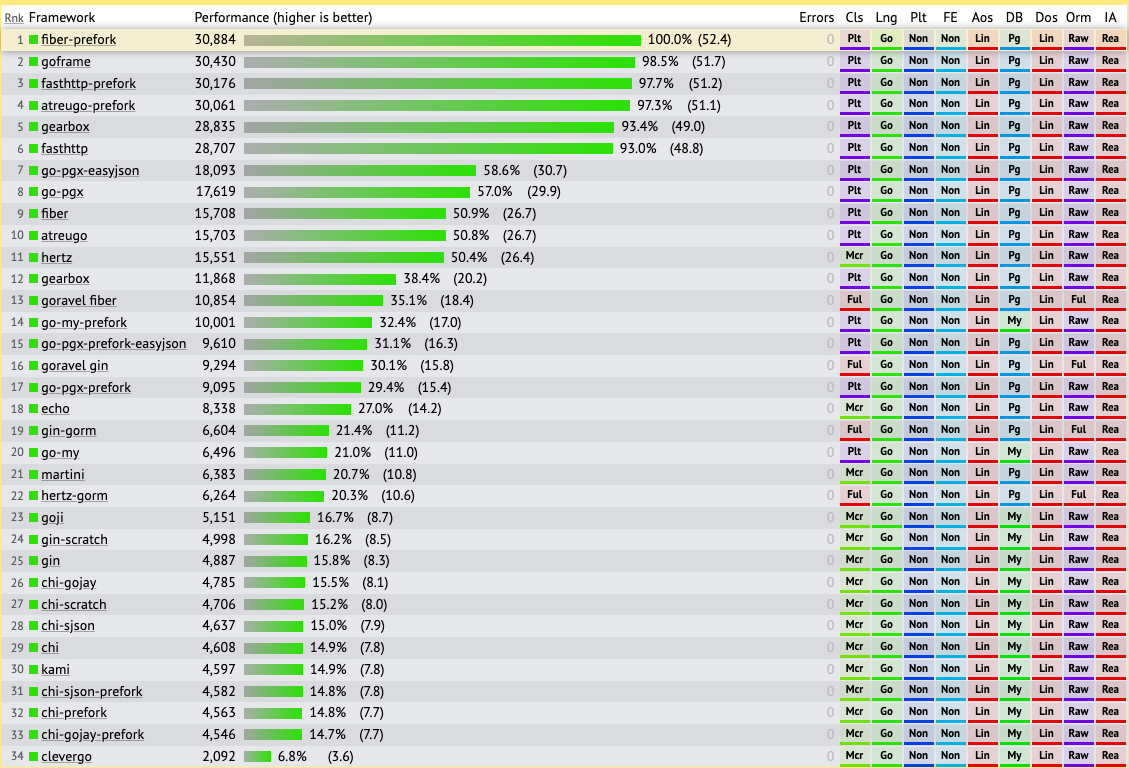 Rnk Framework Performance (higher is better) Errors Cls Lng Plt FE Aos DB Dos Orm IA
1 fiber-prefork 30,884 100.0% (52.4) 0 Plt Go Non Non Lin Pg Lin Raw Rea
2 goframe 30,430 98.5% (51.7) 0 Plt Go Non Non Lin Pg Lin Raw Rea
3 fasthttp-prefork 30,176 97.7% (51.2) 0 Plt Go Non Non Lin Pg Lin Raw Rea
4 atreugo-prefork 30,061 97.3% (51.1) 0 Plt Go Non Non Lin Pg Lin Raw Rea
5 gearbox 28,835 93.4% (49.0) 0 Plt Go Non Non Lin Pg Lin Raw Rea
6 fasthttp 28,707 93.0% (48.8) 0 Plt Go Non Non Lin Pg Lin Raw Rea
7 go-pgx-easyjson 18,093 58.6% (30.7) 0 Plt Go Non Non Lin Pg Lin Raw Rea
8 go-pgx 17,619 57.0% (29.9) 0 Plt Go Non Non Lin Pg Lin Raw Rea
9 fiber 15,708 50.9% (26.7) 0 Plt Go Non Non Lin Pg Lin Raw Rea
10 atreugo 15,703 50.8% (26.7) 0 Plt Go Non Non Lin Pg Lin Raw Rea
11 hertz 15,551 50.4% (26.4) 0 Mcr Go Non Non Lin Pg Lin Raw Rea
12 gearbox 11,868 38.4% (20.2) 0 Plt Go Non Non Lin Pg Lin Raw Rea
13 goravel fiber 10,854 35.1% (18.4) 0 Ful Go Non Non Lin Pg Lin Ful Rea
14 go-my-prefork 10,001 32.4% (17.0) 0 Plt Go Non Non Lin My Lin Raw Rea
15 go-pgx-prefork-easyjson 9,610 31.1% (16.3) 0 Plt Go Non Non Lin Pg Lin Raw Rea
16 goravel gin 9,294 30.1% (15.8) 0 Ful Go Non Non Lin Pg Lin Ful Rea
17 go-pgx-prefork 9,095 29.4% (15.4) 0 Plt Go Non Non Lin Pg Lin Raw Rea
18 echo 8,338 27.0% (14.2) 0 Mcr Go Non Non Lin Pg Lin Raw Rea
19 gin-gorm 6,604 21.4% (11.2) 0 Ful Go Non Non Lin Pg Lin Ful Rea
20 go-my 6,496 21.0% (11.0) 0 Plt Go Non Non Lin My Lin Raw Rea
21 martini 6,383 20.7% (10.8) 0 Mcr Go Non Non Lin Pg Lin Raw Rea
22 hertz-gorm 6,264 20.3% (10.6) 0 Ful Go Non Non Lin Pg Lin Ful Rea
23 goji 5,151 16.7% (8.7) 0 Mcr Go Non Non Lin My Lin Raw Rea
24 gin-scratch 4,998 16.2% (8.5) 0 Mcr Go Non Non Lin My Lin Raw Rea
25 gin 4,887 15.8% (8.3) 0 Mcr Go Non Non Lin My Lin Raw Rea
26 chi-gojay 4,785 15.5% (8.1) 0 Mcr Go Non Non Lin My Lin Raw Rea
27 chi-scratch 4,706 15.2% (8.0) 0 Mcr Go Non Non Lin My Lin Raw Rea
28 chi-sjson 4,637 15.0% (7.9) 0 Mcr Go Non Non Lin My Lin Raw Rea
29 chi 4,608 14.9% (7.8) 0 Mcr Go Non Non Lin My Lin Raw Rea
30 kami 4,597 14.9% (7.8) 0 Mcr Go Non Non Lin My Lin Raw Rea
31 chi-sjson-prefork 4,582 14.8% (7.8) 0 Mcr Go Non Non Lin My Lin Raw Rea
32 chi-prefork 4,563 14.8% (7.7) 0 Mcr Go Non Non Lin My Lin Raw Rea
33 chi-gojay-prefork 4,546 14.7% (7.7) 0 Mcr Go Non Non Lin My Lin Raw Rea
34 clevergo 2,092 6.8% (3.6) 0 Mcr Go Non Non Lin My Lin Raw Rea